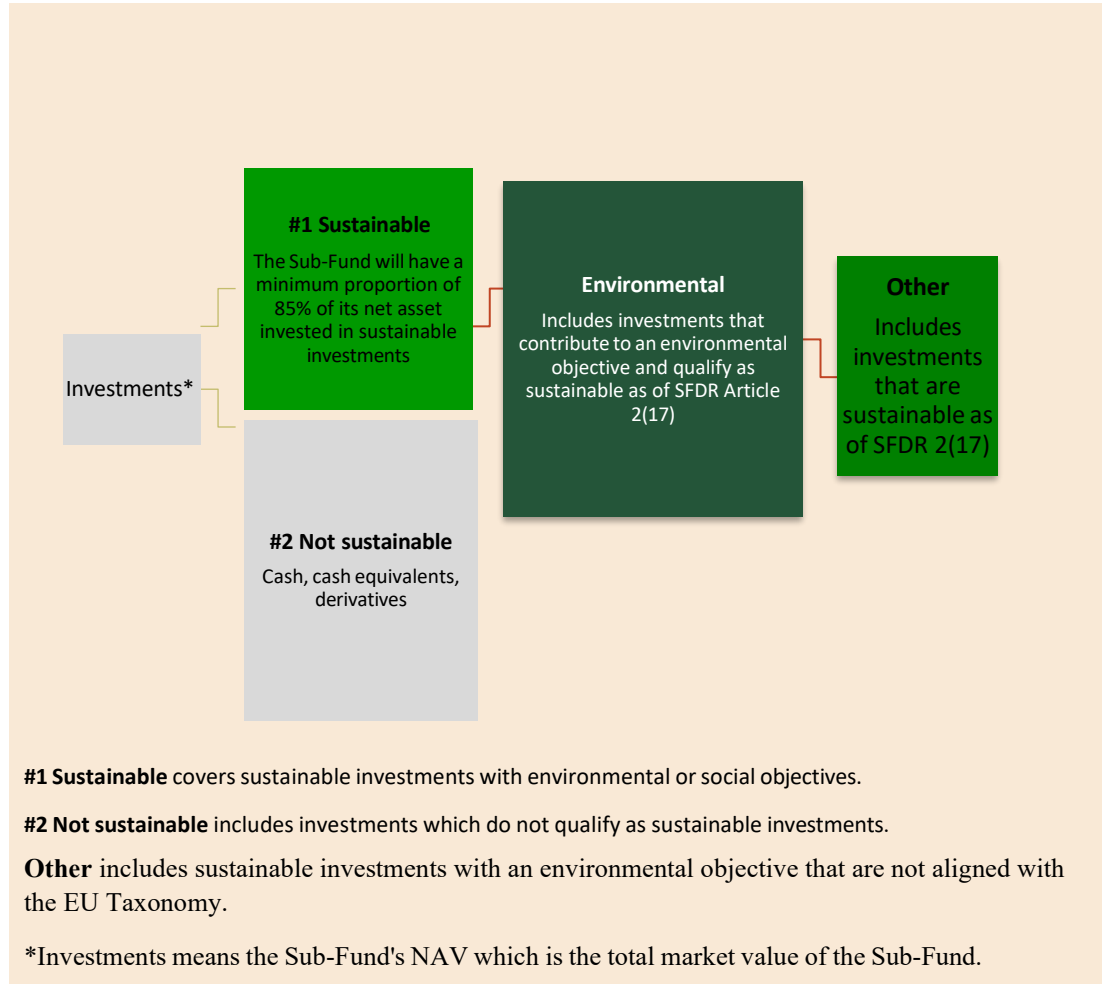 Investments*
#1 Sustainable
The Sub-Fund will have a
minimum proportion of
85% of its net asset
invested in sustainable
investments
#2 Not sustainable
Cash, cash equivalents,
derivatives
Environmental
Includes investments that
contribute to an environmental
objective and qualify as
sustainable as of SFDR Article
2(17)
Other
Includes
investments
that are
sustainable as
of SFDR 2(17)
#1 Sustainable covers sustainable investments with environmental or social objectives.
#2 Not sustainable includes investments which do not qualify as sustainable investments.
Other includes sustainable investments with an environmental objective that are not aligned with
the EU Taxonomy.
*Investments means the Sub-Fund's NAV which is the total market value of the Sub-Fund.